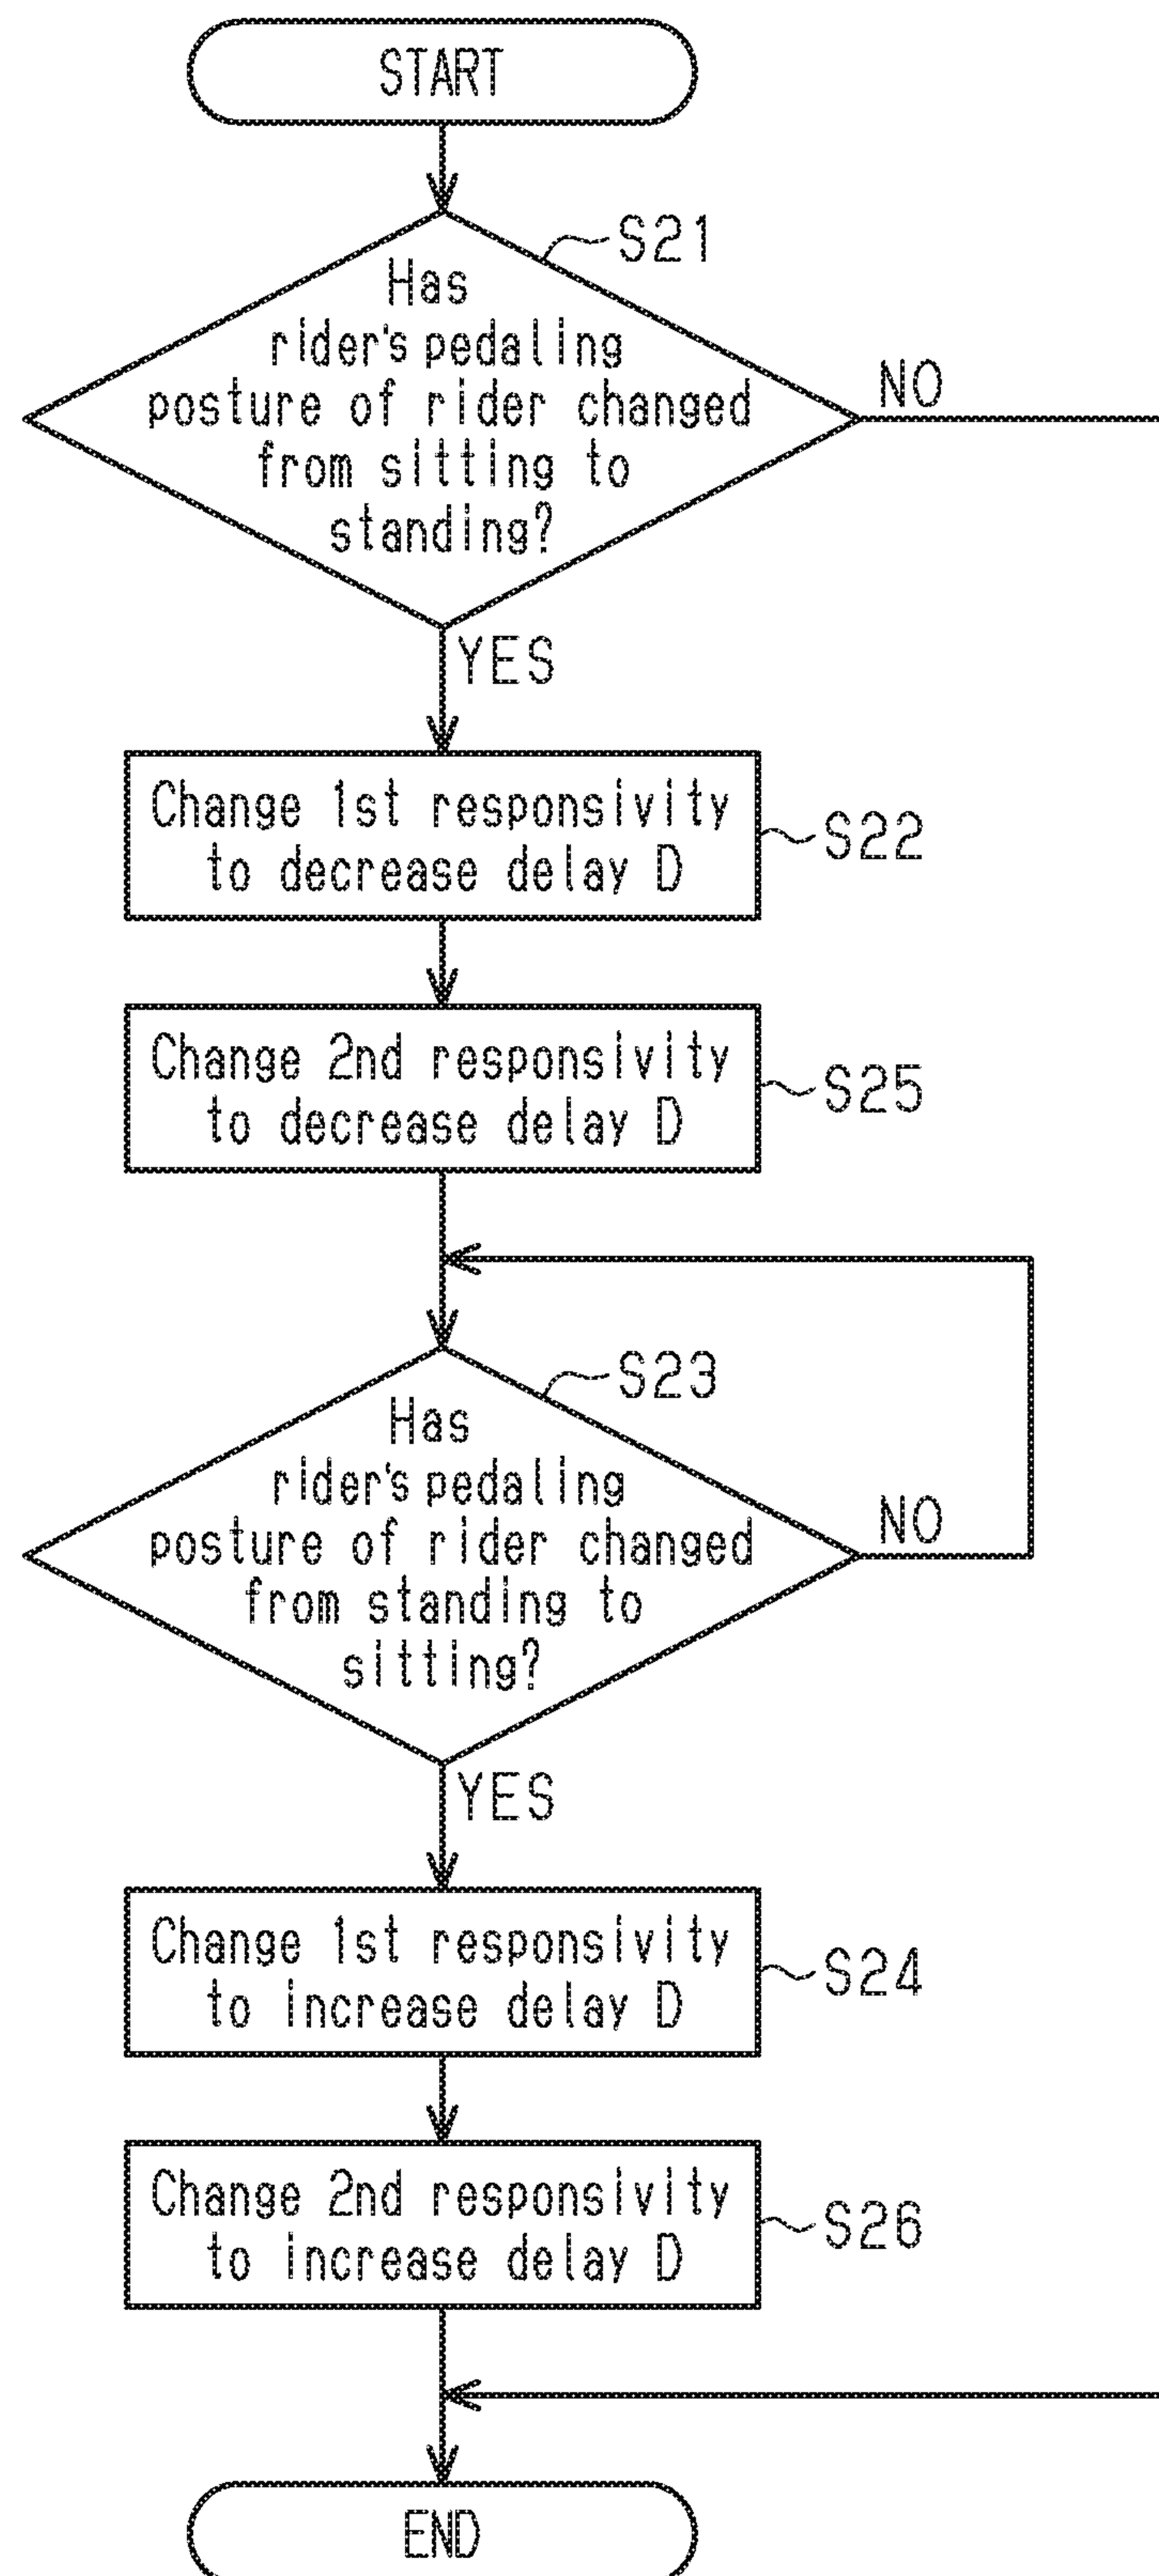 START
S21
Has
rider's pedaling
posture of rider changed
from sitting to
standing?
NO
YES
Change 1st responsivity
to decrease delay D
S22
Change 2nd responsivity
to decrease delay D
S25
S23
Has
rider's pedaling
posture of rider changed
from standing to
sitting?
NO
YES
Change 1st responsivity
to increase delay D
S24
Change 2nd responsivity
to increase delay D
S26
END